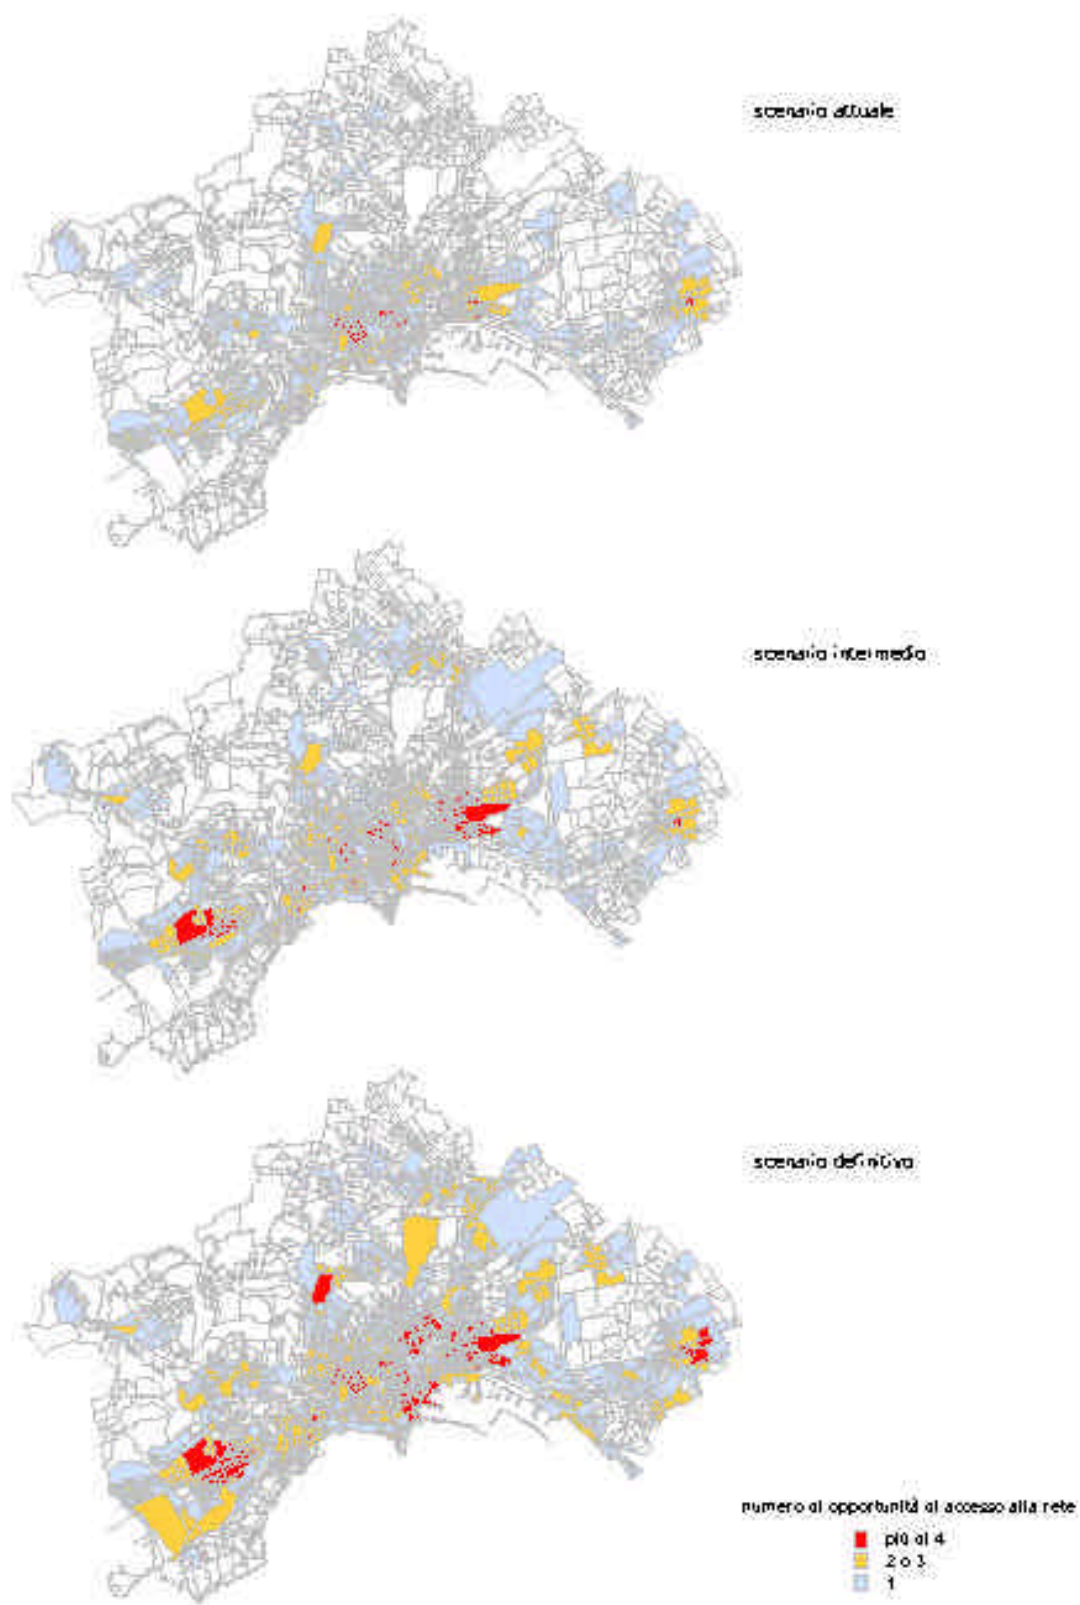 scenario attuale
scenario intermedio
scenario definitivo
numero di opportunità di accesso alla rete
più di 4
2 o 3
1